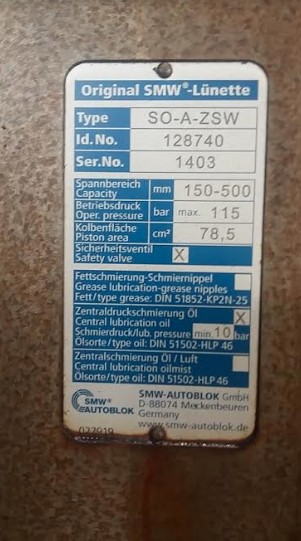 Original SMW®-Lünette
Type SO-A-ZSW
Id.No. 128740
Ser.No. 1403
Spannbereich
Capacity mm 150-500
Betriebsdruck
Oper. pressure bar max. 115
Kolbenfläche
Piston area cm² 78,5
Sicherheitsventil
Safety valve X
Fettschmierung-Schmiernippel
Grease lubrication-grease nipples
Fett/type grease: DIN 51852-KP2N-25
Zentraldruckschmierung Öl X
Central lubrication oil
Schmierdruck/lub. pressure min.10 bar
Ölsorte/type oil: DIN 51502-HLP 46
Zentralschmierung Öl / Luft
Central lubrication oilmist
Ölsorte/type oil: DIN 51502-HLP 46
SMW®
AUTOBLOK
SMW-AUTOBLOK GmbH
D-88074 Meckenbeuren
Germany
www.smw-autoblok.de